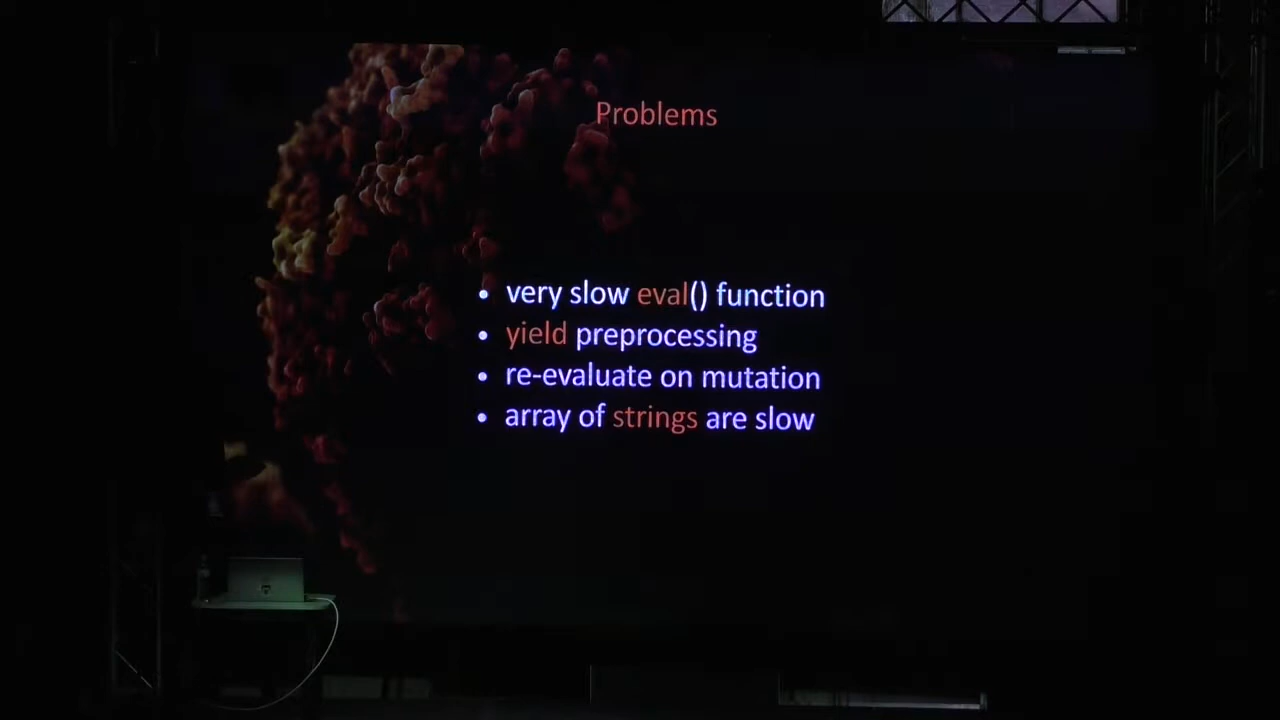 Problems
• very slow eval() function
• yield preprocessing
• re-evaluate on mutation
• array of strings are slow